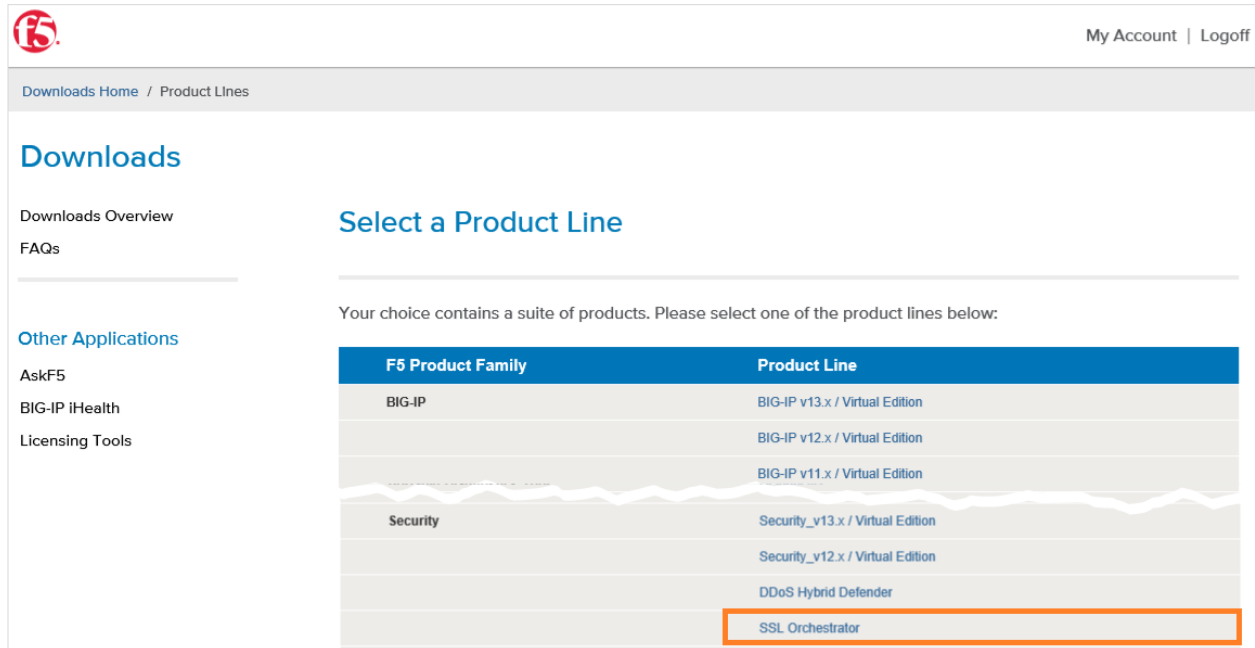 f5.
My Account | Logoff
Downloads Home / Product LInes
Downloads
Downloads Overview
FAQs
Other Applications
AskF5
BIG-IP iHealth
Licensing Tools
Select a Product Line
Your choice contains a suite of products. Please select one of the product lines below:
F5 Product Family Product Line
BIG-IP BIG-IP v13.x / Virtual Edition
BIG-IP v12.x / Virtual Edition
BIG-IP v11.x / Virtual Edition
Security Security_v13.x / Virtual Edition
Security_v12.x / Virtual Edition
DDoS Hybrid Defender
SSL Orchestrator